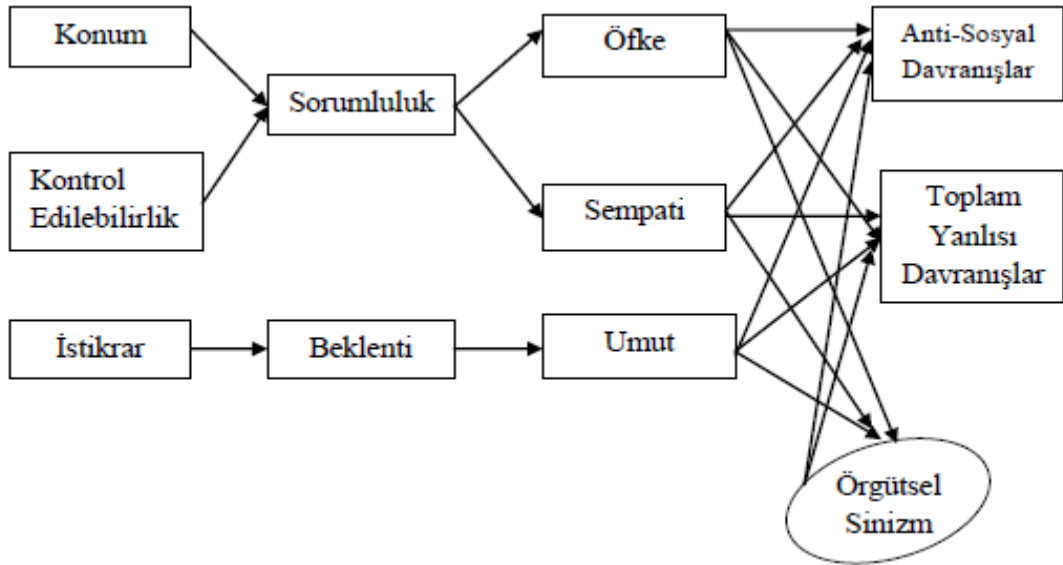 Konum
Kontrol
Edilebilirlik
İstikrar
Sorumluluk
Beklenti
Öfke
Sempati
Umut
Anti-Sosyal
Davranışlar
Toplam
Yanlısı
Davranışlar
Örgütsel
Sinizm